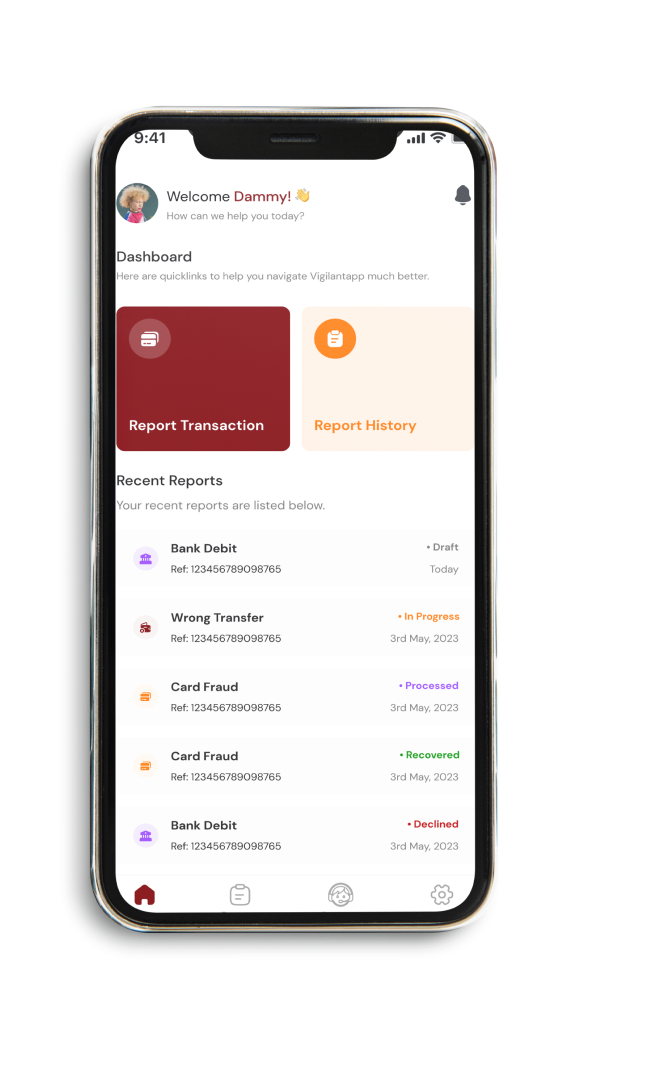 9:41
Welcome Dammy! 👋
How can we help you today?
Dashboard
Here are quicklinks to help you navigate Vigilantapp much better.
Report Transaction
Report History
Recent Reports
Your recent reports are listed below.
Bank Debit
• Draft
Ref: 123456789098765
Today
Wrong Transfer
• In Progress
Ref: 123456789098765
3rd May, 2023
Card Fraud
• Processed
Ref: 123456789098765
3rd May, 2023
Card Fraud
• Recovered
Ref: 123456789098765
3rd May, 2023
Bank Debit
• Declined
Ref: 123456789098765
3rd May, 2023